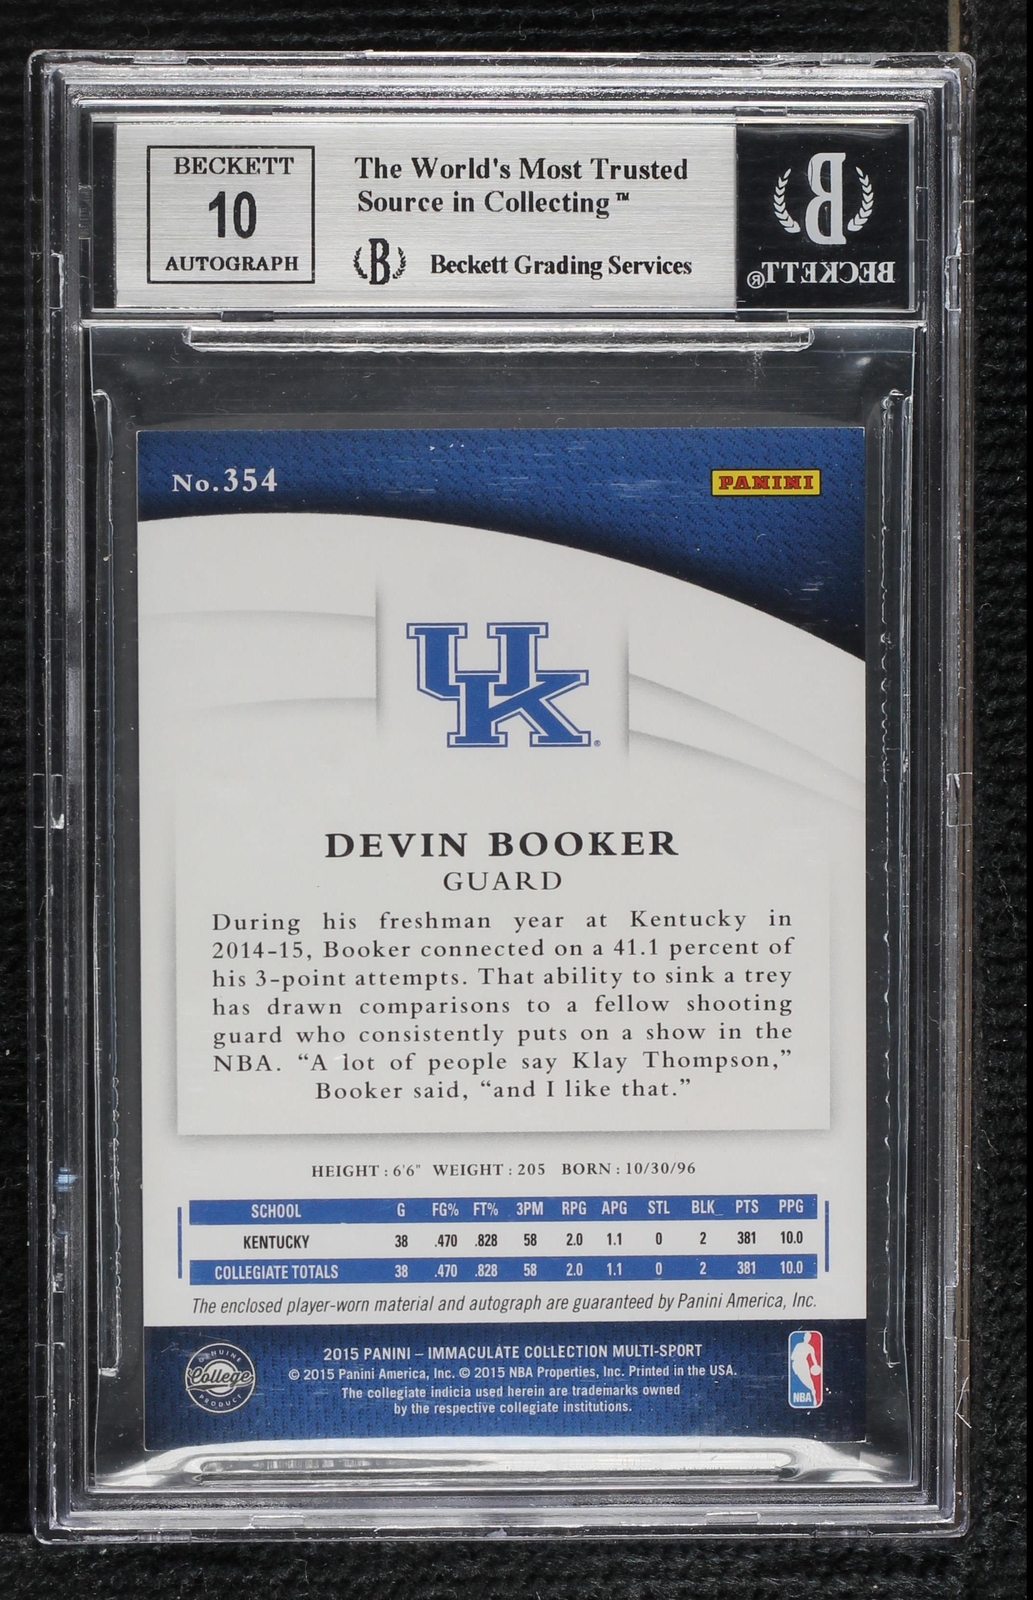 BECKETT
10
AUTOGRAPH
The World's Most Trusted
Source in Collecting™
B
Beckett Grading Services
B
BECKETT®
No.354
PANINI
UK®
DEVIN BOOKER
GUARD
During his freshman year at Kentucky in
2014-15, Booker connected on a 41.1 percent of
his 3-point attempts. That ability to sink a trey
has drawn comparisons to a fellow shooting
guard who consistently puts on a show in the
NBA. “A lot of people say Klay Thompson,”
Booker said, “and I like that.”
HEIGHT : 6'6" WEIGHT : 205 BORN : 10/30/96
SCHOOL G FG% FT% 3PM RPG APG STL BLK PTS PPG
KENTUCKY 38 .470 .828 58 2.0 1.1 0 2 381 10.0
COLLEGIATE TOTALS 38 .470 .828 58 2.0 1.1 0 2 381 10.0
The enclosed player-worn material and autograph are guaranteed by Panini America, Inc.
GENUINE
College
PRODUCT
2015 PANINI – IMMACULATE COLLECTION MULTI-SPORT
© 2015 Panini America, Inc. © 2015 NBA Properties, Inc. Printed in the USA.
The collegiate indicia used herein are trademarks owned
by the respective collegiate institutions.
NBA